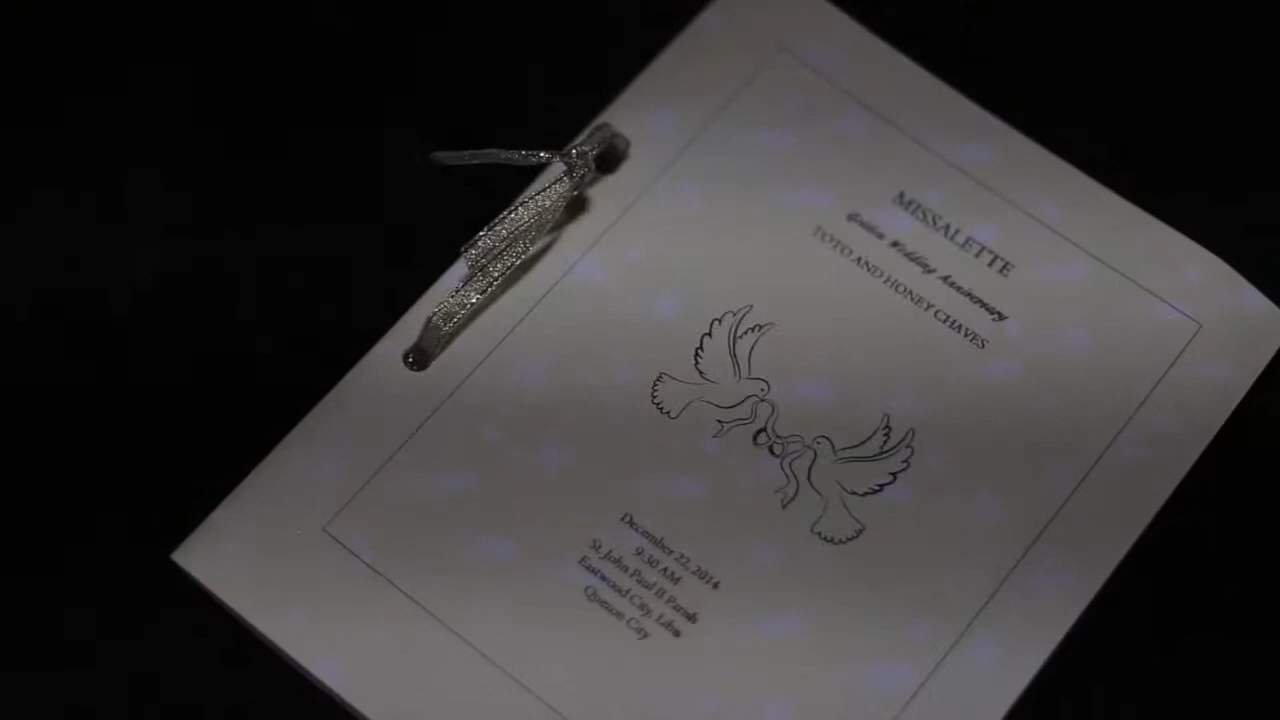 MISSALETTE
Golden Wedding Anniversary
TOTO AND HONEY CHAVES
December 22, 2014
9:30 AM
St. John Paul II Parish
Eastwood City, Libis
Quezon City